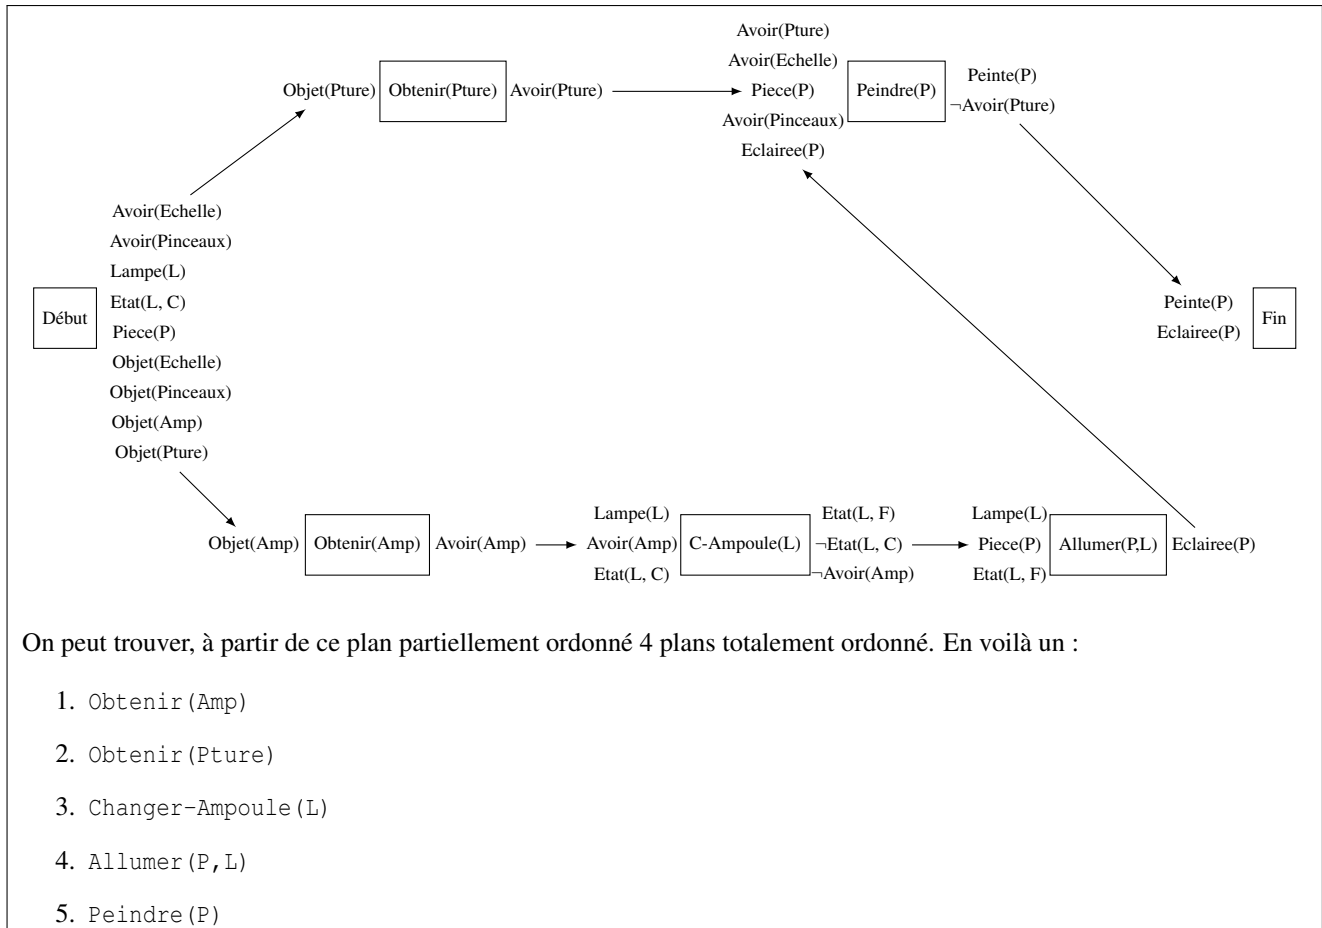 Avoir(Pture)
Avoir(Echelle)
Objet(Pture) Obtenir(Pture) Avoir(Pture) Piece(P) Peindre(P) Peinte(P)
Avoir(Pinceaux) ¬Avoir(Pture)
Eclairee(P)
Avoir(Echelle)
Avoir(Pinceaux)
Lampe(L)
Etat(L, C)
Début
Piece(P)
Objet(Echelle)
Objet(Pinceaux)
Objet(Amp)
Objet(Pture)
Peinte(P)
Eclairee(P)
Fin
Lampe(L) Etat(L, F) Lampe(L)
Objet(Amp) Obtenir(Amp) Avoir(Amp) Avoir(Amp) C-Ampoule(L) ¬Etat(L, C) Piece(P) Allumer(P,L) Eclairee(P)
Etat(L, C) ¬Avoir(Amp) Etat(L, F)
On peut trouver, à partir de ce plan partiellement ordonné 4 plans totalement ordonné. En voilà un :
1. Obtenir(Amp)
2. Obtenir(Pture)
3. Changer-Ampoule(L)
4. Allumer(P,L)
5. Peindre(P)